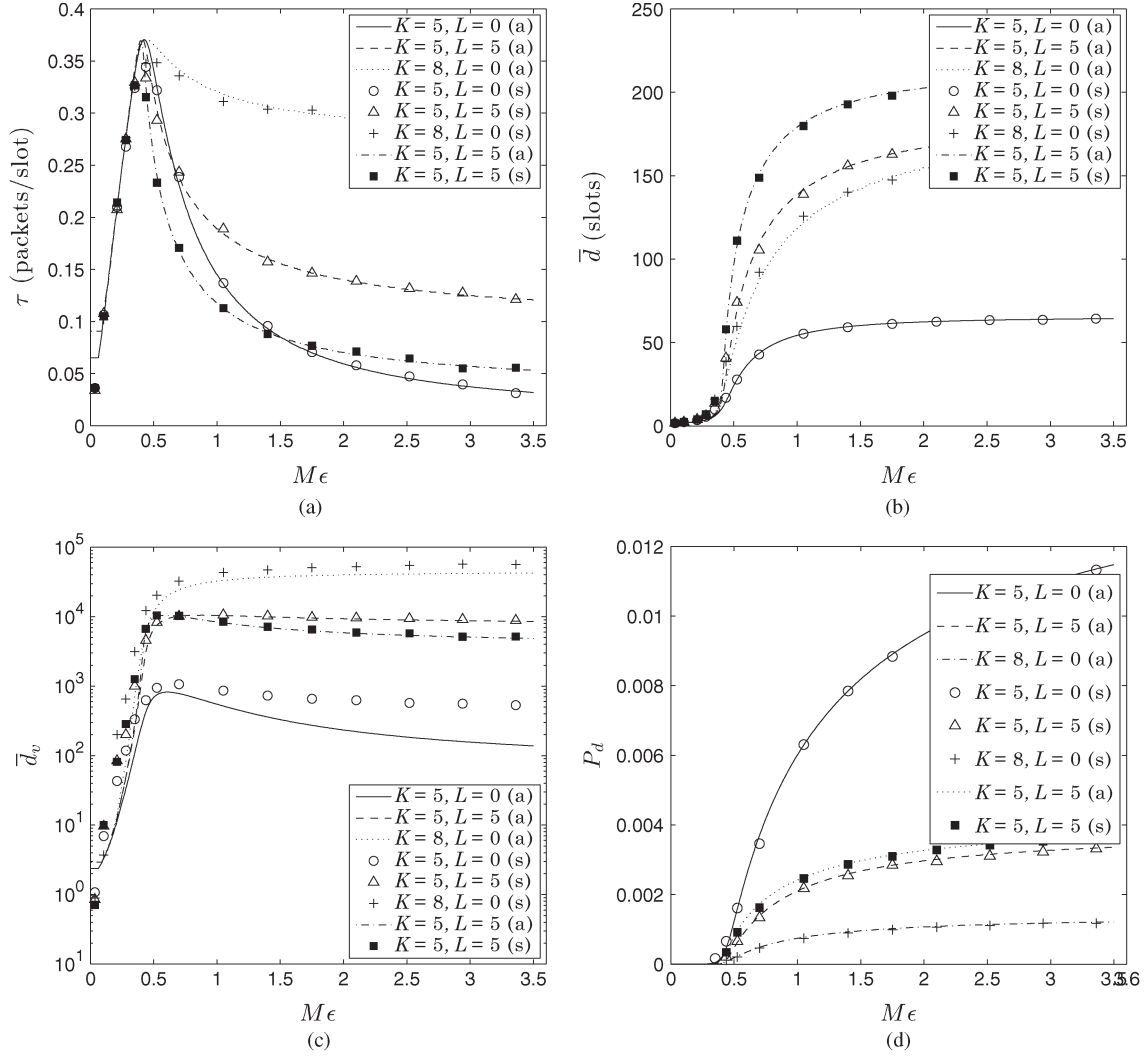 0.4
0.35
0.3
0.25
0.2
0.15
0.1
0.05
0
τ (packets/slot)
0 0.5 1 1.5 2 2.5 3 3.5
Mϵ
(a)
K = 5, L = 0 (a)
K = 5, L = 5 (a)
K = 8, L = 0 (a)
K = 5, L = 0 (s)
K = 5, L = 5 (s)
K = 8, L = 0 (s)
K = 5, L = 5 (a)
K = 5, L = 5 (s)
250
200
150
100
50
0
d̅ (slots)
0 0.5 1 1.5 2 2.5 3 3.5
Mϵ
(b)
K = 5, L = 0 (a)
K = 5, L = 5 (a)
K = 8, L = 0 (a)
K = 5, L = 0 (s)
K = 5, L = 5 (s)
K = 8, L = 0 (s)
K = 5, L = 5 (a)
K = 5, L = 5 (s)
10^5
10^4
10^3
10^2
10^1
10^0
10^1
d̅_v
0 0.5 1 1.5 2 2.5 3 3.5
Mϵ
(c)
K = 5, L = 0 (a)
K = 5, L = 5 (a)
K = 8, L = 0 (a)
K = 5, L = 0 (s)
K = 5, L = 5 (s)
K = 8, L = 0 (s)
K = 5, L = 5 (a)
K = 5, L = 5 (s)
0.012
0.01
0.008
0.006
0.004
0.002
0
P_d
0 0.5 1 1.5 2 2.5 3
Mϵ
(d)
K = 5, L = 0 (a)
K = 5, L = 5 (a)
K = 8, L = 0 (a)
K = 5, L = 0 (s)
K = 5, L = 5 (s)
K = 8, L = 0 (s)
K = 5, L = 5 (a)
K = 5, L = 5 (s)